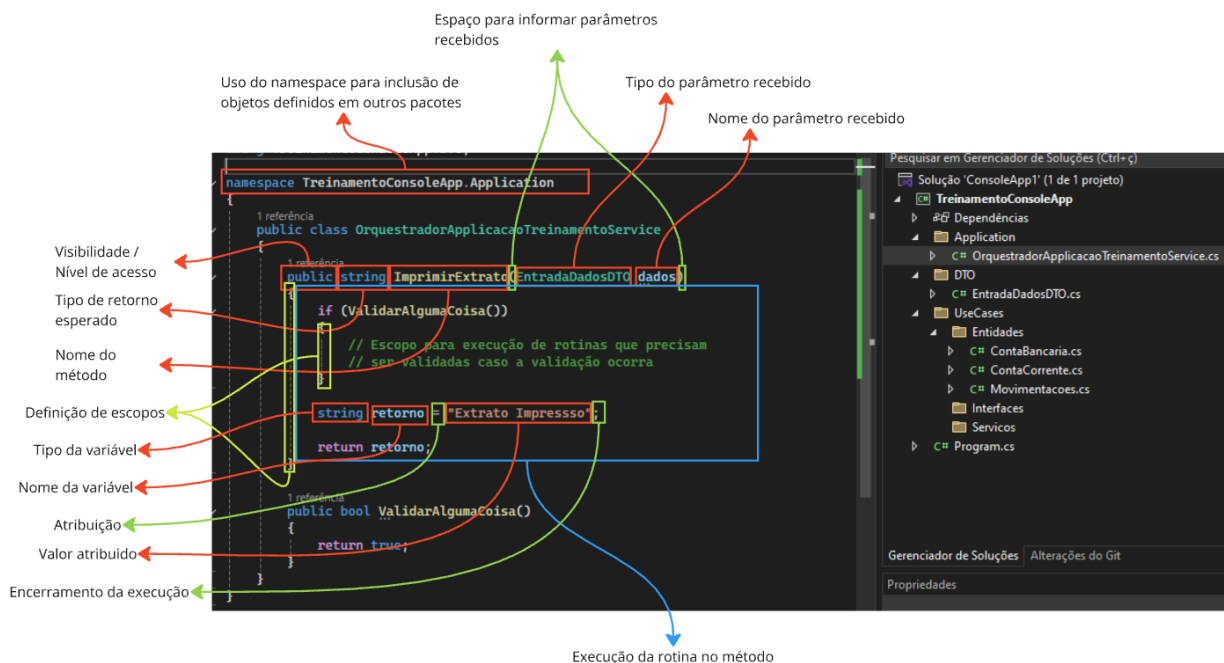 Espaço para informar parâmetros
recebidos
Uso do namespace para inclusão de
objetos definidos em outros pacotes
Tipo do parâmetro recebido
Nome do parâmetro recebido
Visibilidade /
Nível de acesso
Tipo de retorno
esperado
Nome do
método
Definição de escopos
Tipo da variável
Nome da variável
Atribuição
Valor atribuido
Encerramento da execução
namespace TreinamentoConsoleApp.Application
{
1 referência
public class OrquestradorApplicacaoTreinamentoService
{
1 referência
public string ImprimirExtrato(EntradaDadosDTO dados)
{
if (ValidarAlgumaCoisa())
{
// Escopo para execução de rotinas que precisam
// ser validadas caso a validação ocorra
}
string retorno = "Extrato Impressso";
return retorno;
}
1 referência
public bool ValidarAlgumaCoisa()
{
return true;
}
}
}
Pesquisar em Gerenciador de Soluções (Ctrl+ç)
Solução 'ConsoleApp1' (1 de 1 projeto)
C# TreinamentoConsoleApp
Dependências
Application
C# OrquestradorApplicacaoTreinamentoService.cs
DTO
C# EntradaDadosDTO.cs
UseCases
Entidades
C# ContaBancaria.cs
C# ContaCorrente.cs
C# Movimentacoes.cs
Interfaces
Servicos
C# Program.cs
Gerenciador de Soluções Alterações do Git
Propriedades
Execução da rotina no método